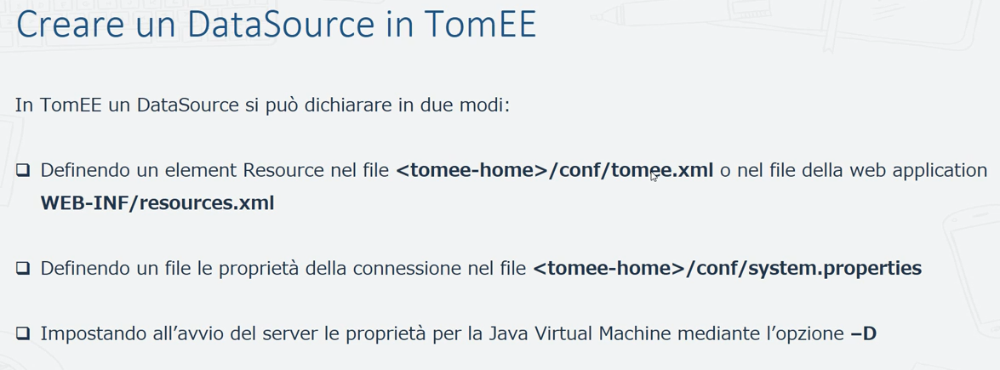 Creare un DataSource in TomEE
In TomEE un DataSource si può dichiarare in due modi:
❑ Definendo un element Resource nel file <tomee-home>/conf/tomee.xml o nel file della web application
WEB-INF/resources.xml
❑ Definendo un file le proprietà della connessione nel file <tomee-home>/conf/system.properties
❑ Impostando all’avvio del server le proprietà per la Java Virtual Machine mediante l’opzione –D